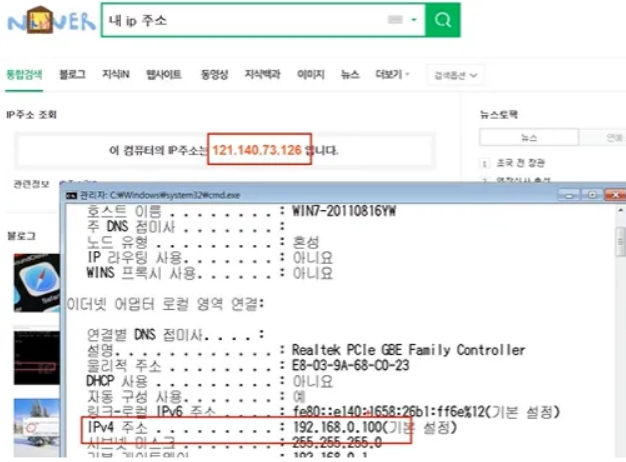 NAVER
내 ip 주소
통합검색 블로그 지식iN 웹사이트 동영상 지식백과 이미지 뉴스 더보기 검색옵션
IP주소 조회
이 컴퓨터의 IP주소는 121.140.73.126 입니다.
뉴스토픽
뉴스 연예
1 조국 전 장관
관련정보
블로그
관리자: C:\Windows\system32\cmd.exe
호스트 이름 . . . . . . . . : WIN7-20110816YW
주 DNS 접미사 . . . . . . . :
노드 유형 . . . . . . . . . : 혼성
IP 라우팅 사용. . . . . . . : 아니요
WINS 프록시 사용. . . . . . : 아니요
이더넷 어댑터 로컬 영역 연결:
연결별 DNS 접미사. . . . :
설명. . . . . . . . . . . . : Realtek PCIe GBE Family Controller
물리적 주소 . . . . . . . . : E8-03-9A-68-C0-23
DHCP 사용 . . . . . . . . . : 아니요
자동 구성 사용. . . . . . . : 예
링크-로컬 IPv6 주소 . . . . : fe80::e140:1658:26b1:ff6e%12(기본 설정)
IPv4 주소 . . . . . . . . . : 192.168.0.100(기본 설정)
서브넷 마스크 . . . . . . . : 255.255.255.0
기본 게이트웨이 . . . . . . : 192.168.0.1